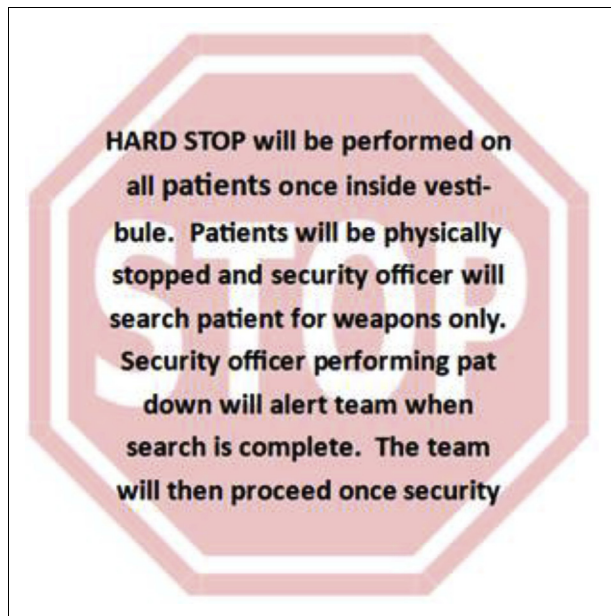 STOP
HARD STOP will be performed on
all patients once inside vesti-
bule. Patients will be physically
stopped and security officer will
search patient for weapons only.
Security officer performing pat
down will alert team when
search is complete. The team
will then proceed once security